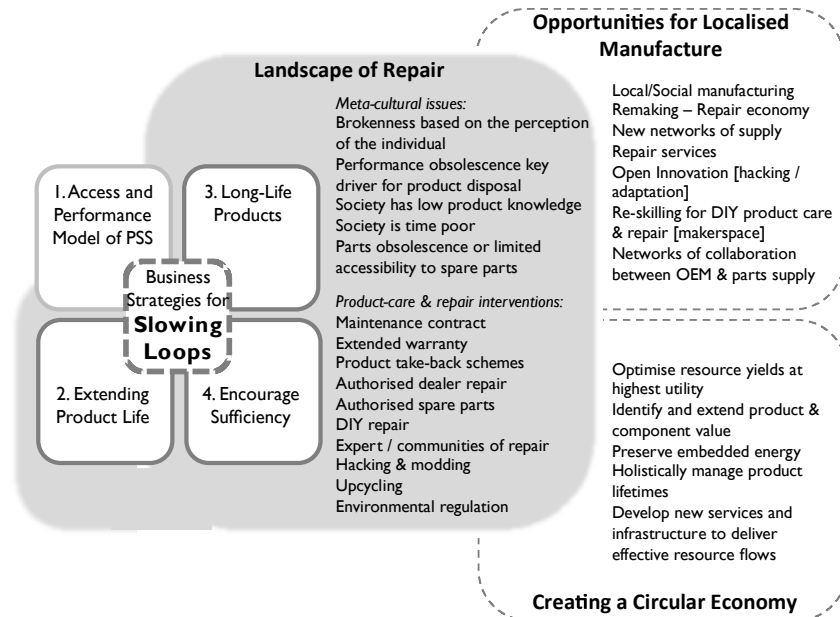 Opportunities for Localised
Manufacture
Landscape of Repair
Meta-cultural issues:
Brokenness based on the perception
of the individual
Performance obsolescence key
driver for product disposal
Society has low product knowledge
Society is time poor
Parts obsolescence or limited
accessibility to spare parts
Product-care & repair interventions:
Maintenance contract
Extended warranty
Product take-back schemes
Authorised dealer repair
Authorised spare parts
DIY repair
Expert / communities of repair
Hacking & modding
Upcycling
Environmental regulation
1. Access and
Performance
Model of PSS
3. Long-Life
Products
Business
Strategies for
Slowing
Loops
2. Extending
Product Life
4. Encourage
Sufficiency
Local/Social manufacturing
Remaking – Repair economy
New networks of supply
Repair services
Open Innovation [hacking /
adaptation]
Re-skilling for DIY product care
& repair [makerspace]
Networks of collaboration
between OEM & parts supply
Optimise resource yields at
highest utility
Identify and extend product &
component value
Preserve embedded energy
Holistically manage product
lifetimes
Develop new services and
infrastructure to deliver
effective resource flows
Creating a Circular Economy